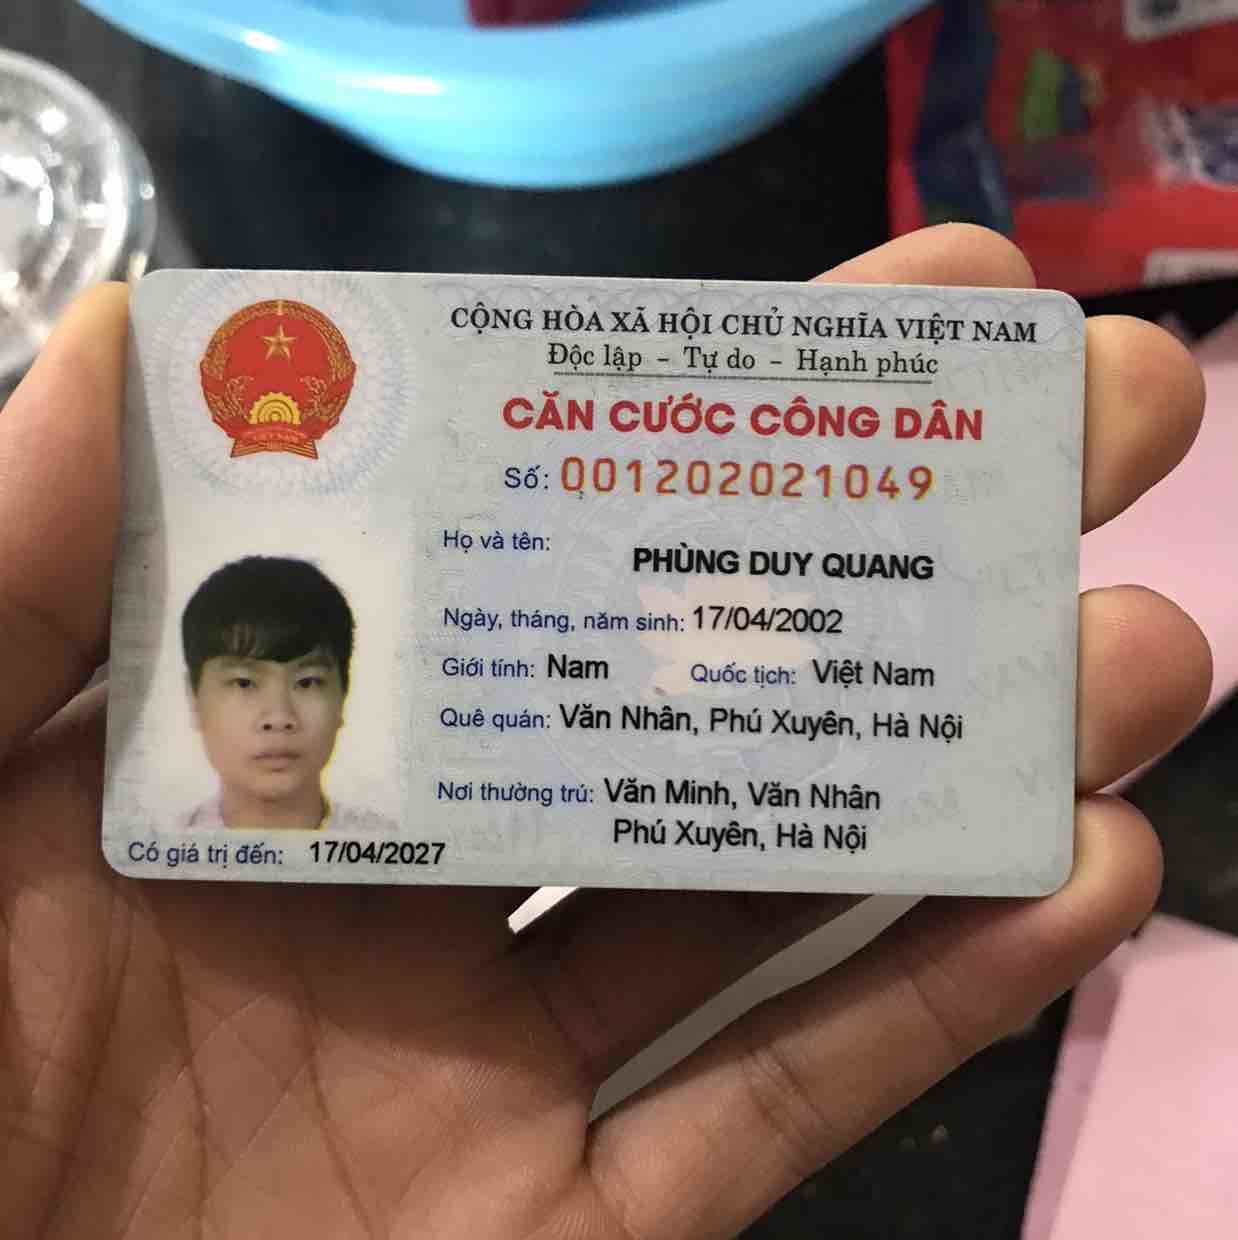 CỘNG HÒA XÃ HỘI CHỦ NGHĨA VIỆT NAM
Độc lập - Tự do - Hạnh phúc
CĂN CƯỚC CÔNG DÂN
Số: 001202021049
Họ và tên: PHÙNG DUY QUANG
Ngày, tháng, năm sinh: 17/04/2002
Giới tính: Nam Quốc tịch: Việt Nam
Quê quán: Văn Nhân, Phú Xuyên, Hà Nội
Nơi thường trú: Văn Minh, Văn Nhân
Phú Xuyên, Hà Nội
Có giá trị đến: 17/04/2027